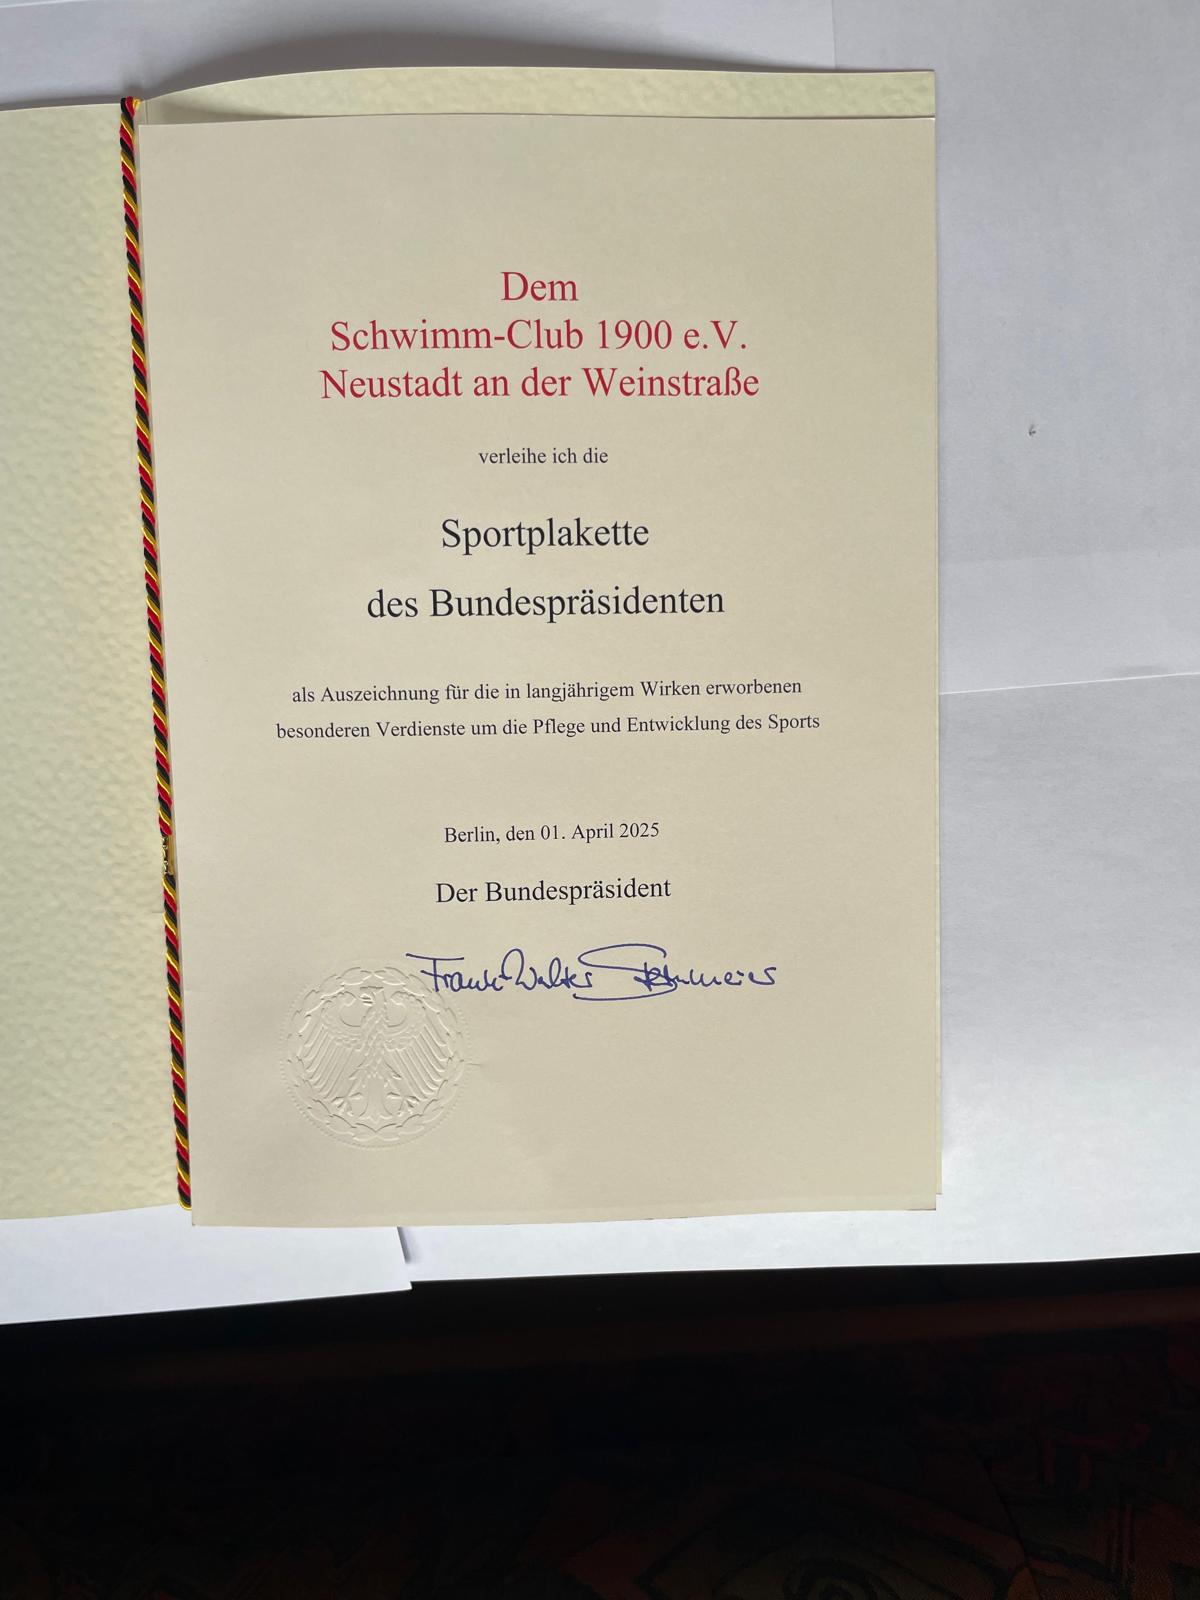 Dem
Schwimm-Club 1900 e.V.
Neustadt an der Weinstraße
verleihe ich die
Sportplakette
des Bundespräsidenten
als Auszeichnung für die in langjährigem Wirken erworbenen
besonderen Verdienste um die Pflege und Entwicklung des Sports
Berlin, den 01. April 2025
Der Bundespräsident
Frank-Walter Steinmeier